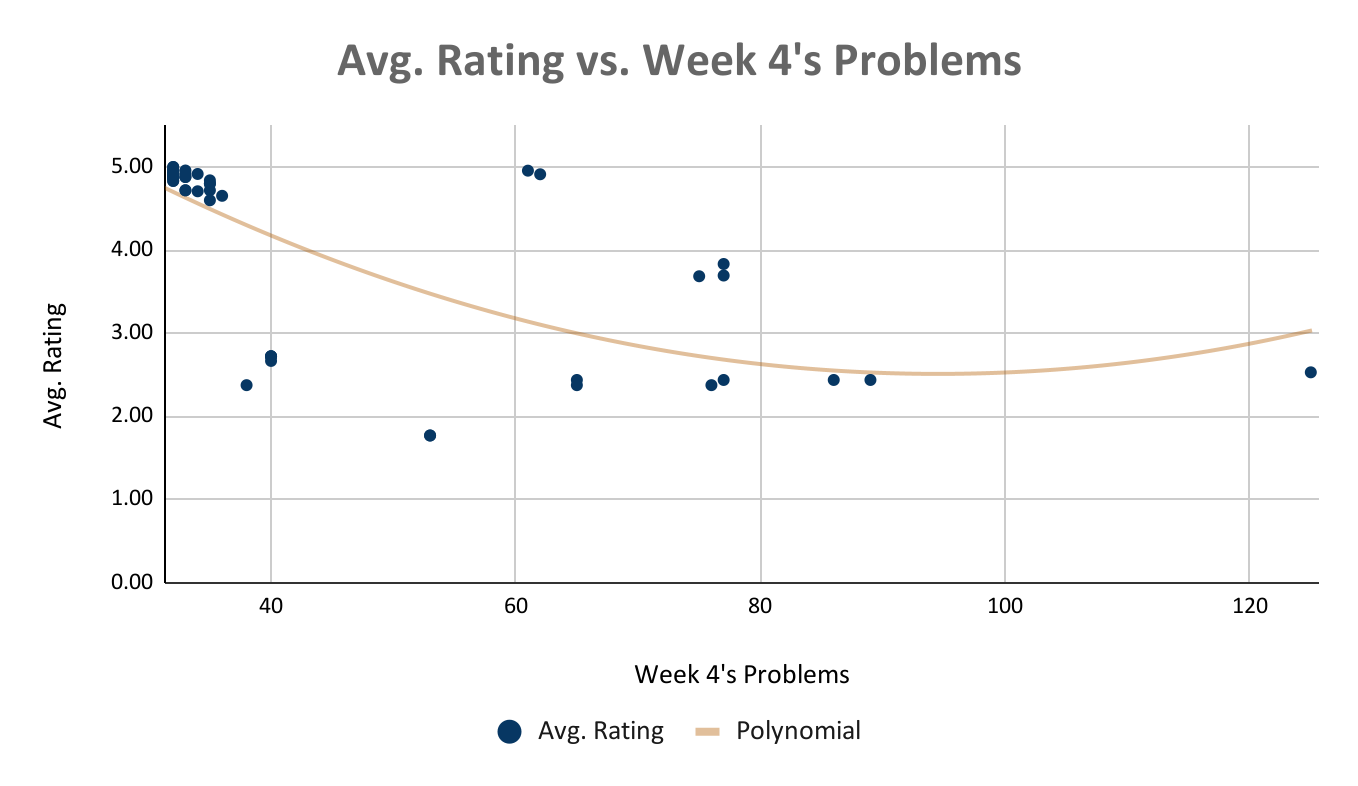 Avg. Rating vs. Week 4's Problems
5.00
4.00
3.00
2.00
1.00
0.00
Avg. Rating
40 60 80 100 120
Week 4's Problems
Avg. Rating Polynomial